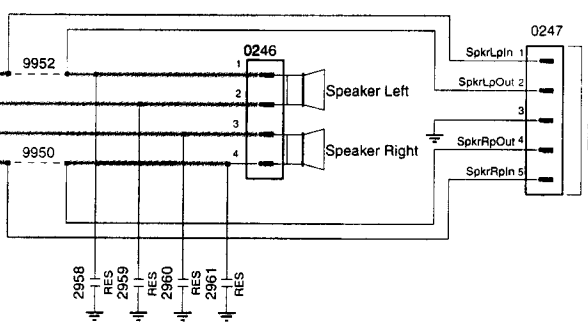 0247
0246
SpkrLpIn 1
9952
1
SpkrLpOut 2
2
Speaker Left
3
3
SpkrRpOut 4
9950
4
Speaker Right
SpkrRpIn 5
2958 RES
2959 RES
2960 RES
2961 RES